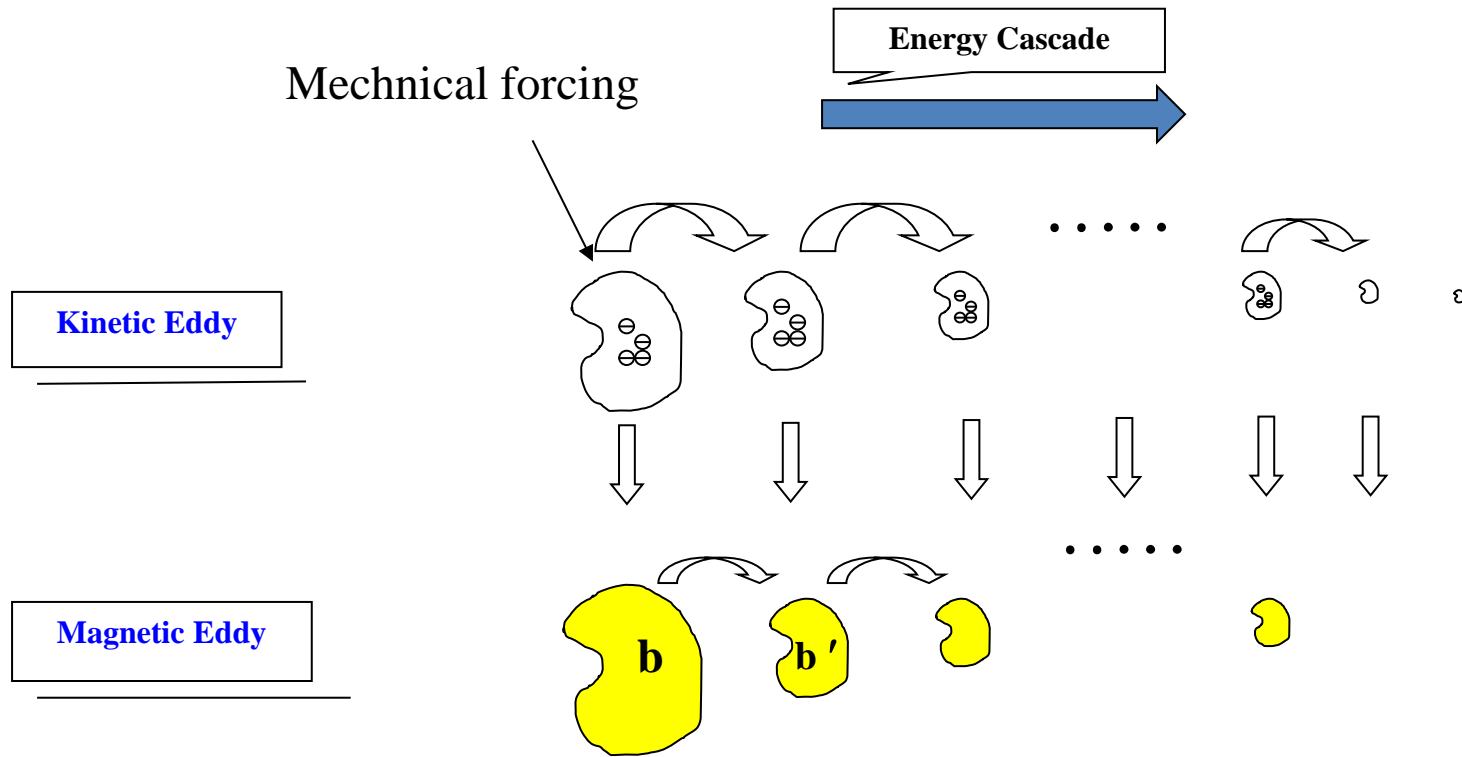 Energy Cascade
Mechnical forcing
Kinetic Eddy
Magnetic Eddy
b
b ′